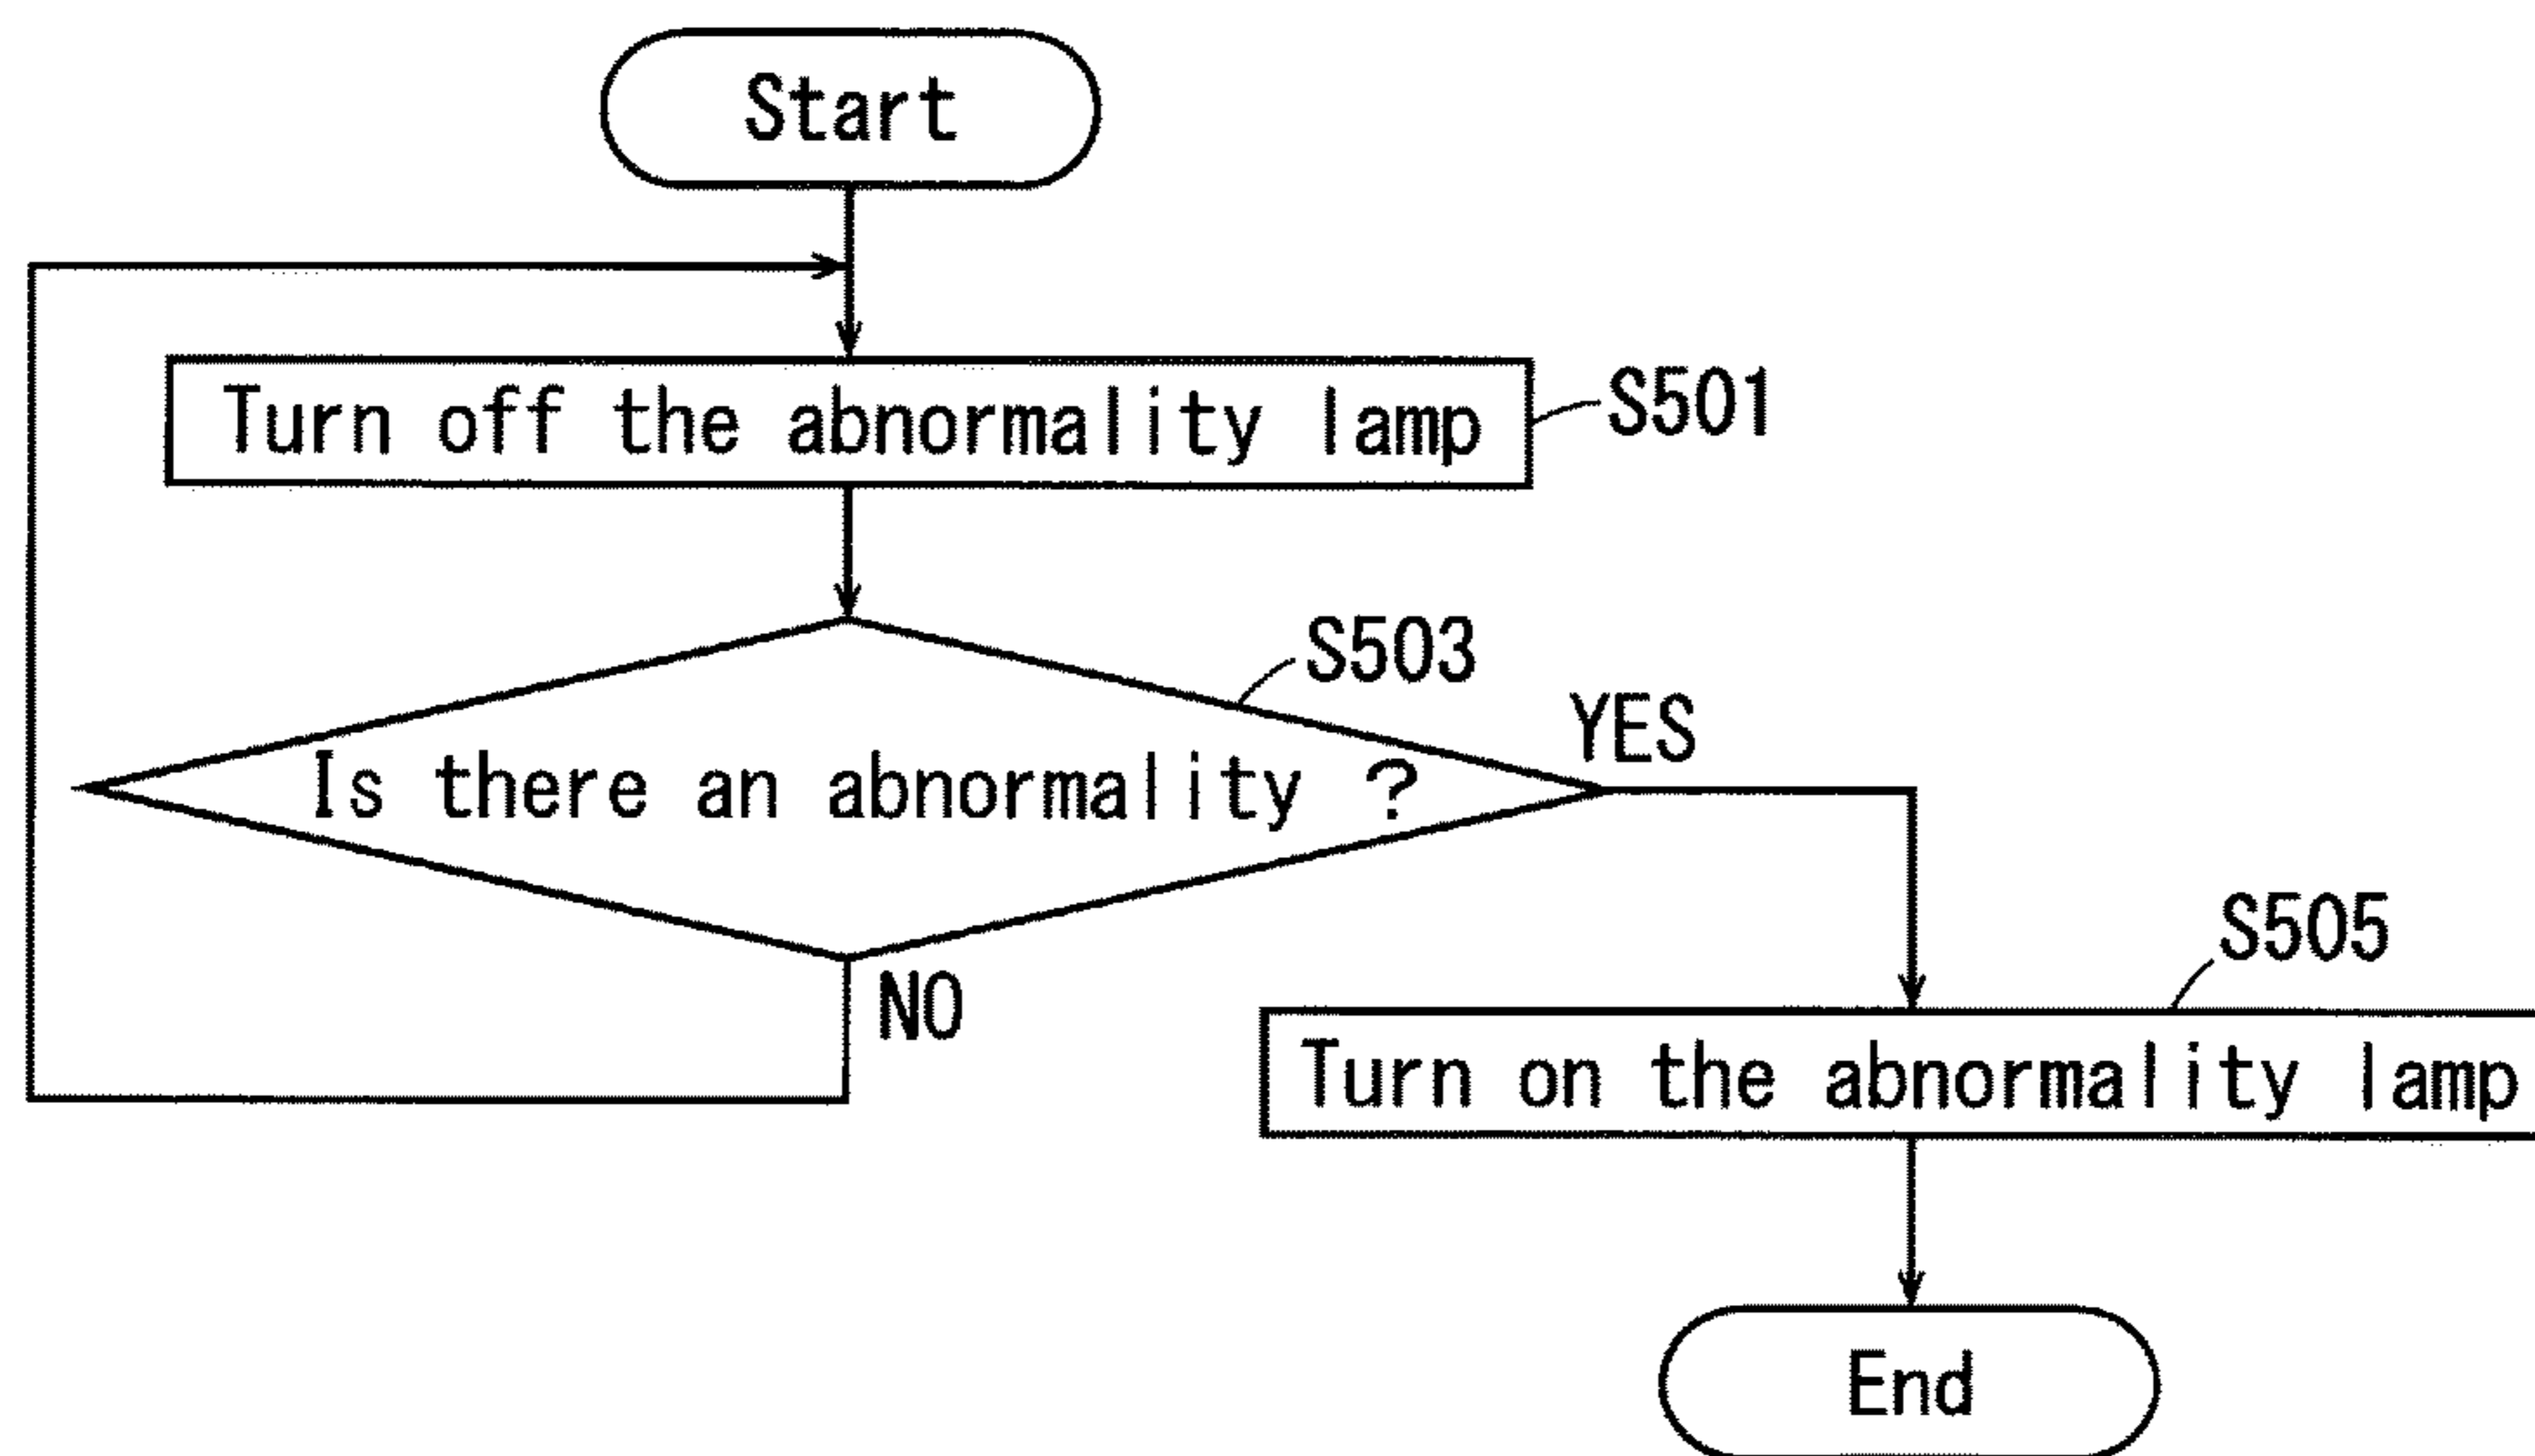 Start
Turn off the abnormality lamp
S501
S503
Is there an abnormality ?
YES
NO
S505
Turn on the abnormality lamp
End